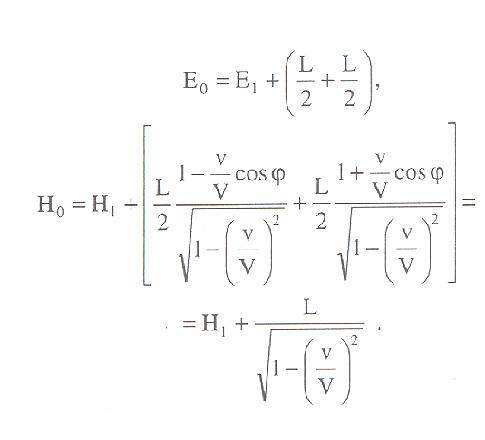 E₀ = E₁ + (L/2 + L/2),
H₀ = H₁ + [L/2 (1 − v/V cos φ)/√(1 − (v/V)²) + L/2 (1 + v/V cos φ)/√(1 − (v/V)²)] =
= H₁ + L/√(1 − (v/V)²) .